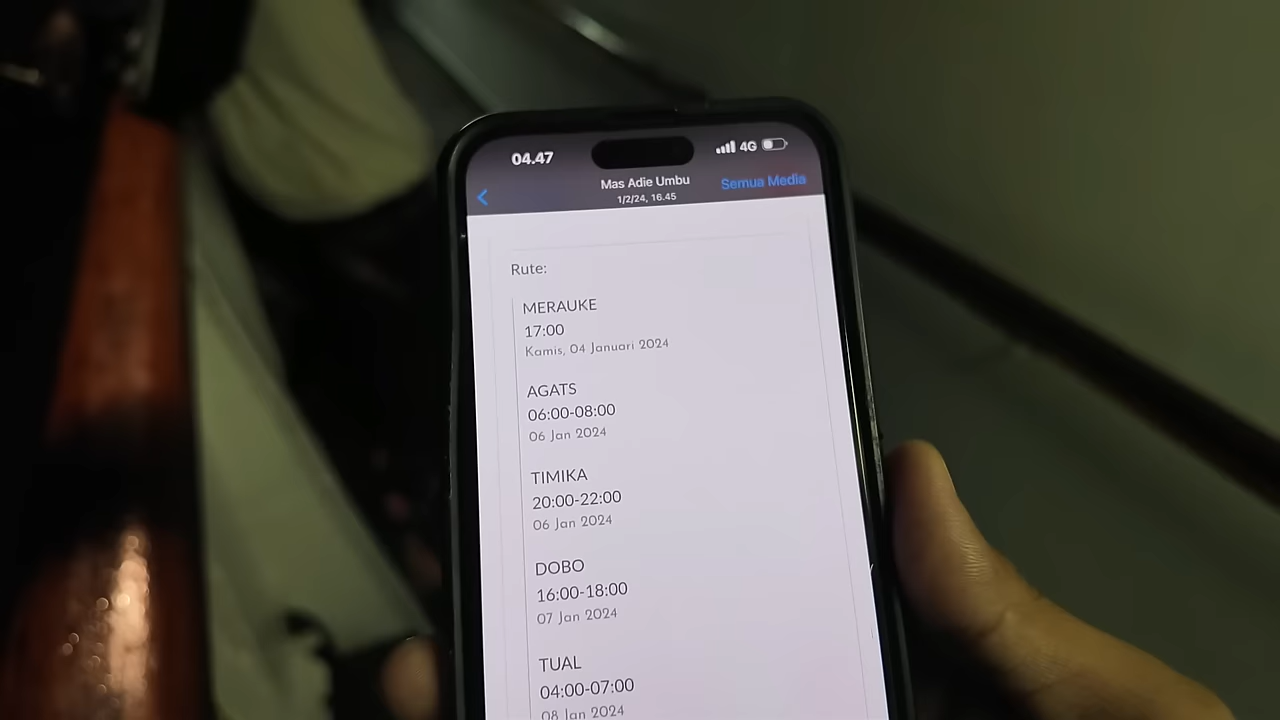 04.47
4G
Mas Adie Umbu
Semua Media
1/2/24, 16.45
Rute:
MERAUKE
17:00
Kamis, 04 Januari 2024
AGATS
06:00-08:00
06 Jan 2024
TIMIKA
20:00-22:00
06 Jan 2024
DOBO
16:00-18:00
07 Jan 2024
TUAL
04:00-07:00
08 Jan 2024